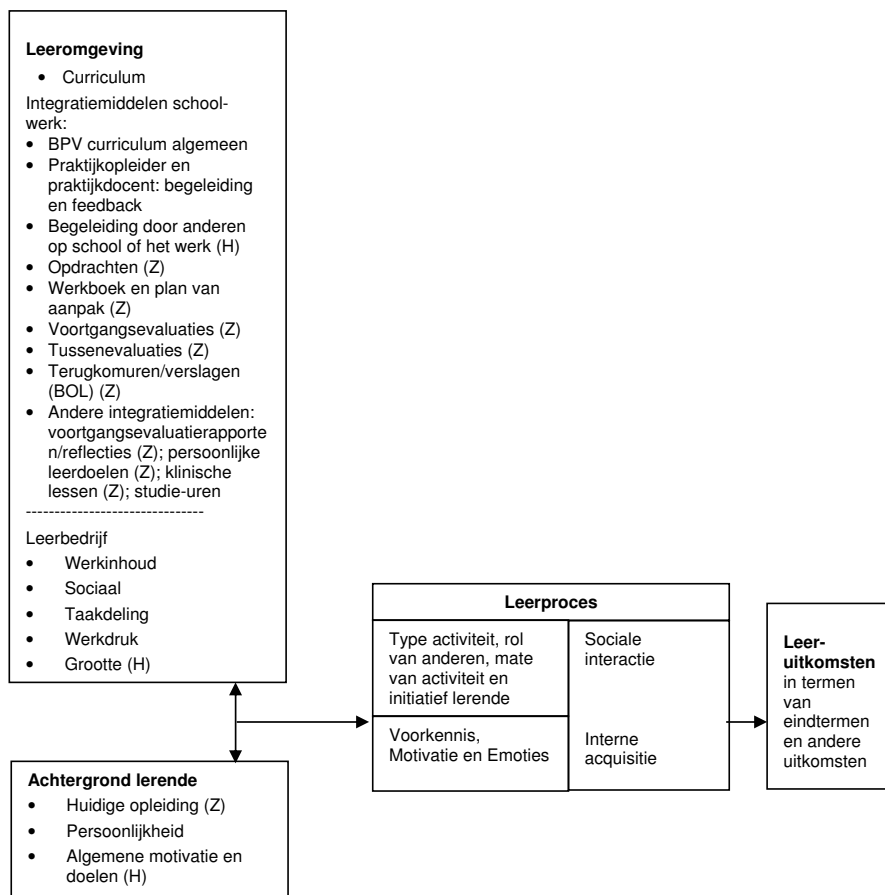 Leeromgeving
• Curriculum
Integratiemiddelen school-
werk:
• BPV curriculum algemeen
• Praktijkopleider en
praktijkdocent: begeleiding
en feedback
• Begeleiding door anderen
op school of het werk (H)
• Opdrachten (Z)
• Werkboek en plan van
aanpak (Z)
• Voortgangsevaluaties (Z)
• Tussenevaluaties (Z)
• Terugkomuren/verslagen
(BOL) (Z)
• Andere integratiemiddelen:
voortgangsevaluatierapporte
n/reflecties (Z); persoonlijke
leerdoelen (Z); klinische
lessen (Z); studie-uren
-------------------------------
Leerbedrijf
• Werkinhoud
• Sociaal
• Taakdeling
• Werkdruk
• Grootte (H)
Achtergrond lerende
• Huidige opleiding (Z)
• Persoonlijkheid
• Algemene motivatie en
doelen (H)
Leerproces
Type activiteit, rol
van anderen, mate
van activiteit en
initiatief lerende
Sociale
interactie
Voorkennis,
Motivatie en Emoties
Interne
acquisitie
Leer-
uitkomsten
in termen
van
eindtermen
en andere
uitkomsten